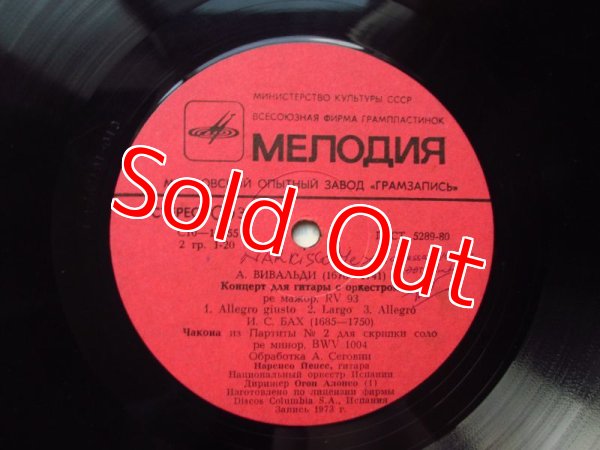 МИНИСТЕРСТВО КУЛЬТУРЫ СССР
ВСЕСОЮЗНАЯ ФИРМА ГРАМПЛАСТИНОК
МЕЛОДИЯ
ОПЫТНЫЙ ЗАВОД «ГРАМЗАПИСЬ»
Sold Out
5289-80
2 гр. 1-20
А. ВИВАЛЬДИ
Концерт для гитары с
ре мажор, RV 93
1. Allegro giusto 2. Largo 3. Allegro
И. С. БАХ (1685—1750)
Чакона из Партиты № 2 для скрипки соло
ре минор, BWV 1004
Обработка А. Сеговии
Нарсисо Йепес, гитара
Национальный оркестр Испании
Дирижер Огоп Алонсо (1)
Изготовлено по лицензии фирмы
Discos Columbia S.A., Испания
Запись 1973 г.